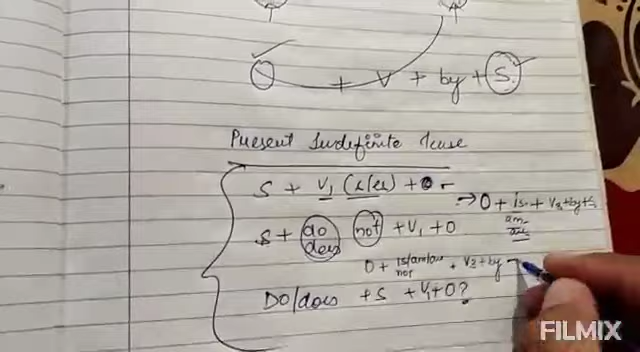 O + V + by + S
Present Indefinite Tense
S + V1 (s/es) + O
→ O + is + V3 + by + S
am
are
S + do not + V1 + O
does
O + is/am/are + V3 + by
not
Do/does + S + V1 + O ?
FILMIX